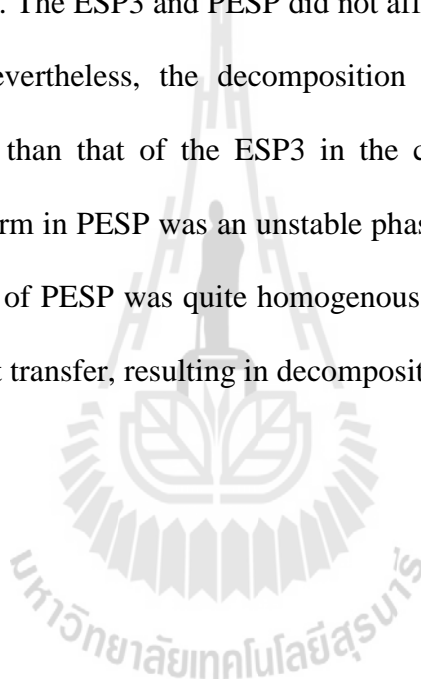 . The ESP3 and PESP did not aff
evertheless, the decomposition
than that of the ESP3 in the c
rm in PESP was an unstable phas
of PESP was quite homogenous
t transfer, resulting in decomposit
มหาวิทยาลัยเทคโนโลยีสุรนารี